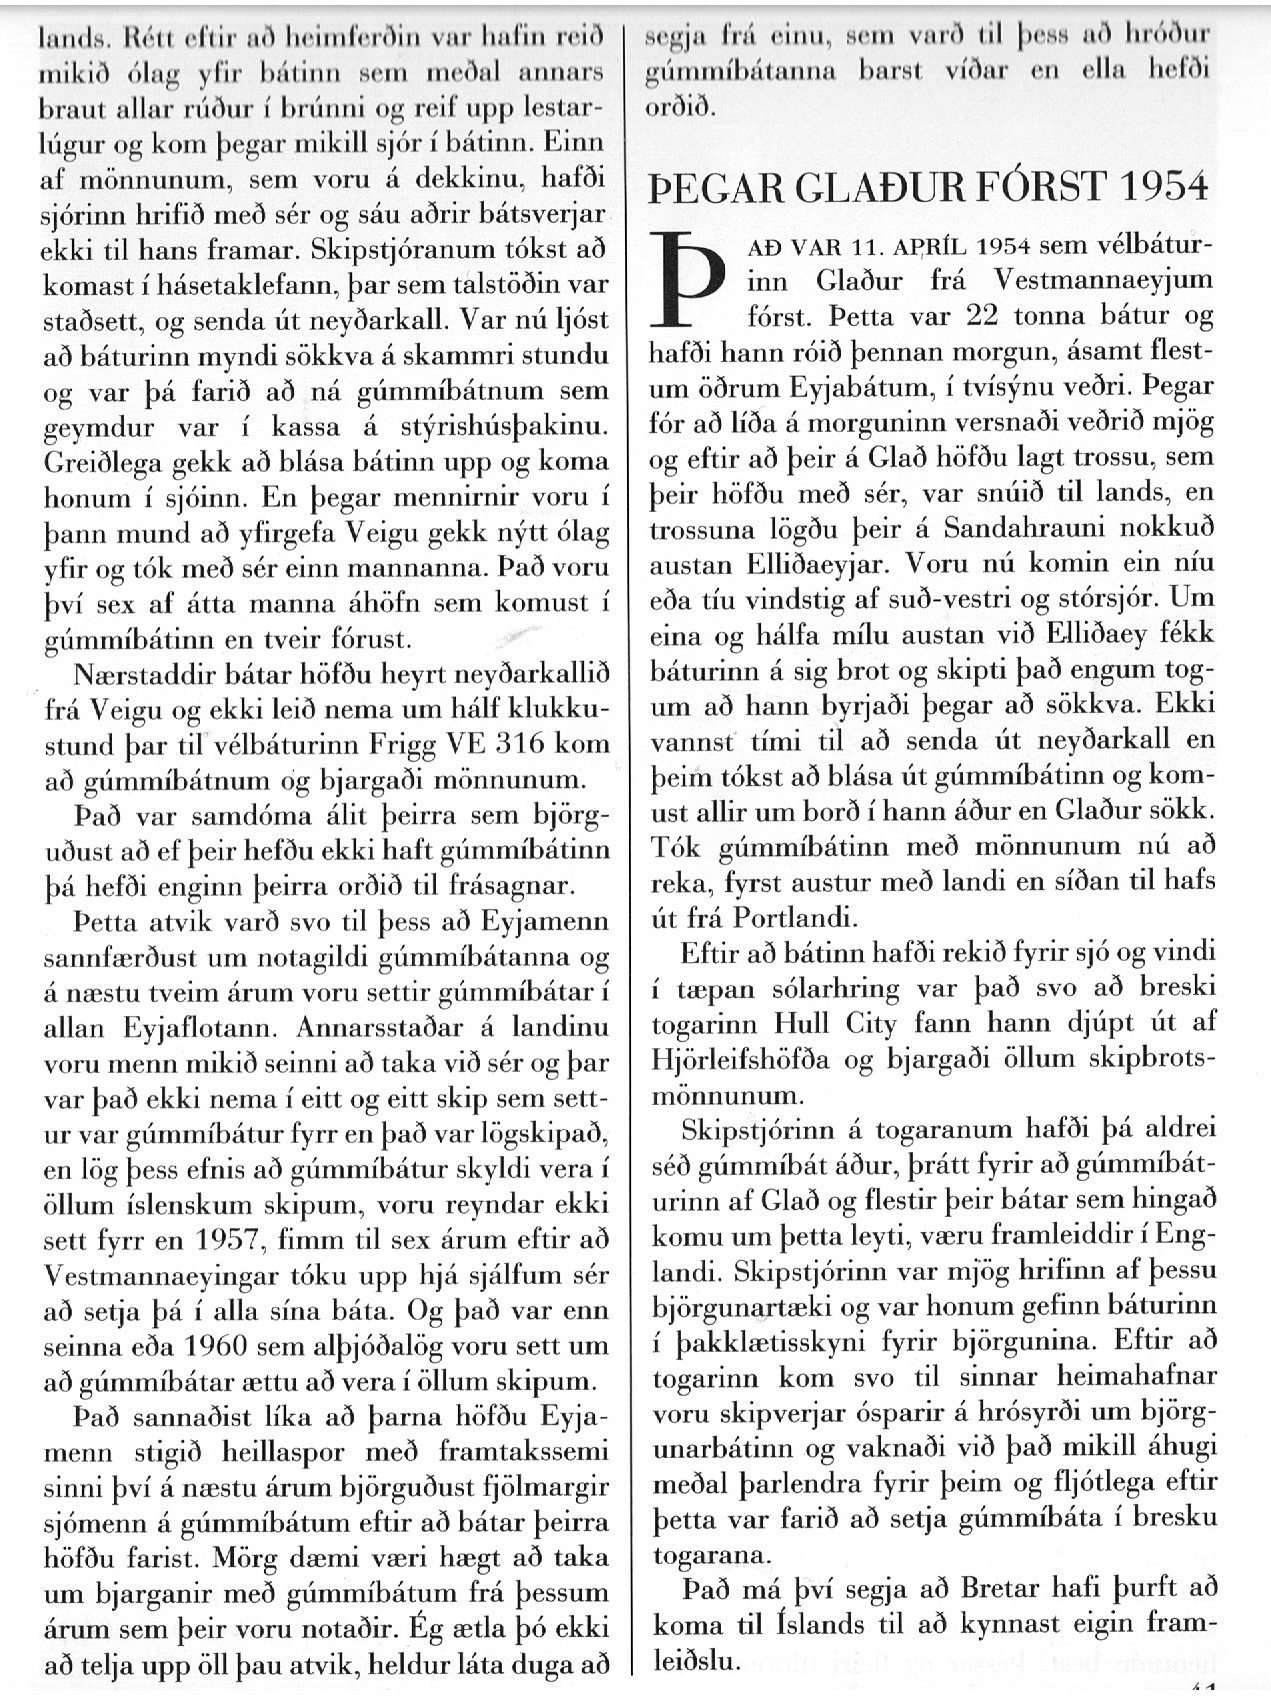 lands. Rétt eftir að heimferðin var hafin reið
mikið ólag yfir bátinn sem meðal annars
braut allar rúður í brúnni og reif upp lestar-
lúgur og kom þegar mikill sjór í bátinn. Einn
af mönnunum, sem voru á dekkinu, hafði
sjórinn hrifið með sér og sáu aðrir bátsverjar
ekki til hans framar. Skipstjóranum tókst að
komast í hásetaklefann, þar sem talstöðin var
staðsett, og senda út neyðarkall. Var nú ljóst
að báturinn myndi sökkva á skammri stundu
og var þá farið að ná gúmmíbátnum sem
geymdur var í kassa á stýrishúsþakinu.
Greiðlega gekk að blása bátinn upp og koma
honum í sjóinn. En þegar mennirnir voru í
þann mund að yfirgefa Veigu gekk nýtt ólag
yfir og tók með sér einn mannanna. Það voru
því sex af átta manna áhöfn sem komust í
gúmmíbátinn en tveir fórust.
Nærstaddir bátar höfðu heyrt neyðarkallið
frá Veigu og ekki leið nema um hálf klukku-
stund þar til vélbáturinn Frigg VE 316 kom
að gúmmíbátnum og bjargaði mönnunum.
Það var samdóma álit þeirra sem björg-
uðust að ef þeir hefðu ekki haft gúmmíbátinn
þá hefði enginn þeirra orðið til frásagnar.
Þetta atvik varð svo til þess að Eyjamenn
sannfærðust um notagildi gúmmíbátanna og
á næstu tveim árum voru settir gúmmíbátar í
allan Eyjaflotann. Annarsstaðar á landinu
voru menn mikið seinni að taka við sér og þar
var það ekki nema í eitt og eitt skip sem sett-
ur var gúmmíbátur fyrr en það var lögskipað,
en lög þess efnis að gúmmíbátur skyldi vera í
öllum íslenskum skipum, voru reyndar ekki
sett fyrr en 1957, fimm til sex árum eftir að
Vestmannaeyingar tóku upp hjá sjálfum sér
að setja þá í alla sína báta. Og það var enn
seinna eða 1960 sem alþjóðalög voru sett um
að gúmmíbátar ættu að vera í öllum skipum.
Það sannaðist líka að þarna höfðu Eyja-
menn stigið heillaspor með framtakssemi
sinni því á næstu árum björguðust fjölmargir
sjómenn á gúmmíbátum eftir að bátar þeirra
höfðu farist. Mörg dæmi væri hægt að taka
um bjarganir með gúmmíbátum frá þessum
árum sem þeir voru notaðir. Ég ætla þó ekki
að telja upp öll þau atvik, heldur láta duga að
segja frá einu, sem varð til þess að hróður
gúmmíbátanna barst víðar en ella hefði
orðið.
ÞEGAR GLAÐUR FÓRST 1954
ÞAÐ VAR 11. APRÍL 1954 sem vélbátur-
inn Glaður frá Vestmannaeyjum
fórst. Þetta var 22 tonna bátur og
hafði hann róið þennan morgun, ásamt flest-
um öðrum Eyjabátum, í tvísýnu veðri. Þegar
fór að líða á morguninn versnaði veðrið mjög
og eftir að þeir á Glað höfðu lagt trossu, sem
þeir höfðu með sér, var snúið til lands, en
trossuna lögðu þeir á Sandahrauni nokkuð
austan Elliðaeyjar. Voru nú komin ein níu
eða tíu vindstig af suð-vestri og stórsjór. Um
eina og hálfa mílu austan við Elliðaey fékk
báturinn á sig brot og skipti það engum tog-
um að hann byrjaði þegar að sökkva. Ekki
vannst tími til að senda út neyðarkall en
þeim tókst að blása út gúmmíbátinn og kom-
ust allir um borð í hann áður en Glaður sökk.
Tók gúmmíbátinn með mönnunum nú að
reka, fyrst austur með landi en síðan til hafs
út frá Portlandi.
Eftir að bátinn hafði rekið fyrir sjó og vindi
í tæpan sólarhring var það svo að breski
togarinn Hull City fann hann djúpt út af
Hjörleifshöfða og bjargaði öllum skipbrots-
mönnunum.
Skipstjórinn á togaranum hafði þá aldrei
séð gúmmíbát áður, þrátt fyrir að gúmmíbát-
urinn af Glað og flestir þeir bátar sem hingað
komu um þetta leyti, væru framleiddir í Eng-
landi. Skipstjórinn var mjög hrifinn af þessu
björgunartæki og var honum gefinn báturinn
í þakklætisskyni fyrir björgunina. Eftir að
togarinn kom svo til sinnar heimahafnar
voru skipverjar ósparir á hrósyrði um björg-
unarbátinn og vaknaði við það mikill áhugi
meðal þarlendra fyrir þeim og fljótlega eftir
þetta var farið að setja gúmmíbáta í bresku
togarana.
Það má því segja að Bretar hafi þurft að
koma til Íslands til að kynnast eigin fram-
leiðslu.